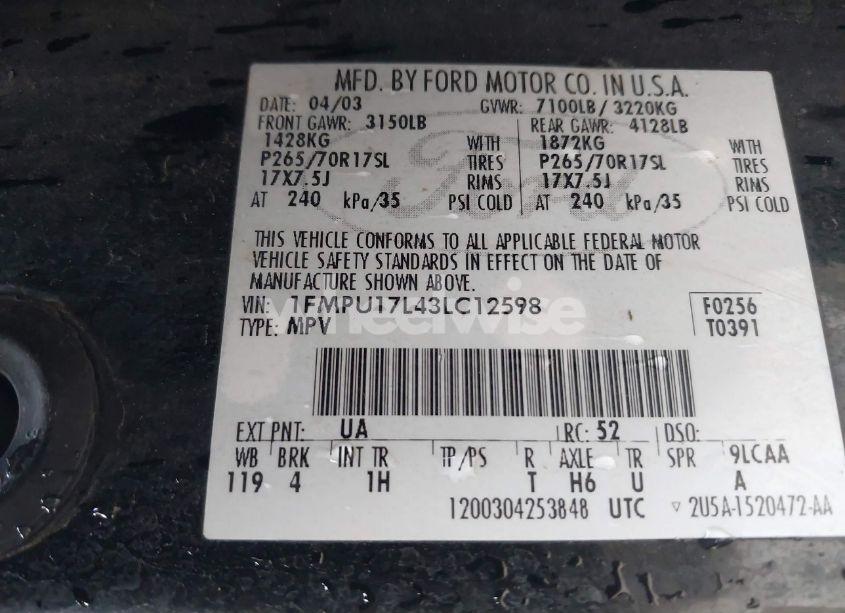 MFD. BY FORD MOTOR CO. IN U.S.A.
DATE: 04/03 GVWR: 7100LB/3220KG
FRONT GAWR: 3150LB REAR GAWR: 4128LB
1428KG WITH 1872KG WITH
P265/70R17SL TIRES P265/70R17SL TIRES
17X7.5J RIMS 17X7.5J RIMS
AT 240 kPa/35 PSI COLD AT 240 kPa/35 PSI COLD
Ford
THIS VEHICLE CONFORMS TO ALL APPLICABLE FEDERAL MOTOR
VEHICLE SAFETY STANDARDS IN EFFECT ON THE DATE OF
MANUFACTURE SHOWN ABOVE.
VIN: 1FMPU17L43LC12598 F0256
TYPE: MPV T0391
EXT PNT: UA RC: 52 DSO:
WB BRK INT TR TP/PS R AXLE TR SPR 9LCAA
119 4 1H T H6 U A
1200304253848 UTC ▽ 2U5A-1520472-AA